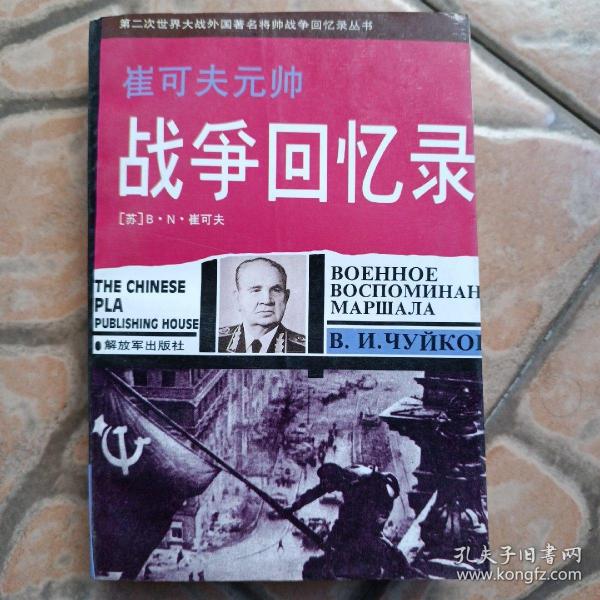 第二次世界大战外国著名将帅战争回忆录丛书
崔可夫元帅
战争回忆录
[苏]B·N·崔可夫
THE CHINESE
PLA
PUBLISHING HOUSE
●解放军出版社
ВОЕННОЕ
ВОСПОМИНАН
МАРШАЛА
В. И.ЧУЙКОВ
孔夫子旧书网
www.kongfz.com